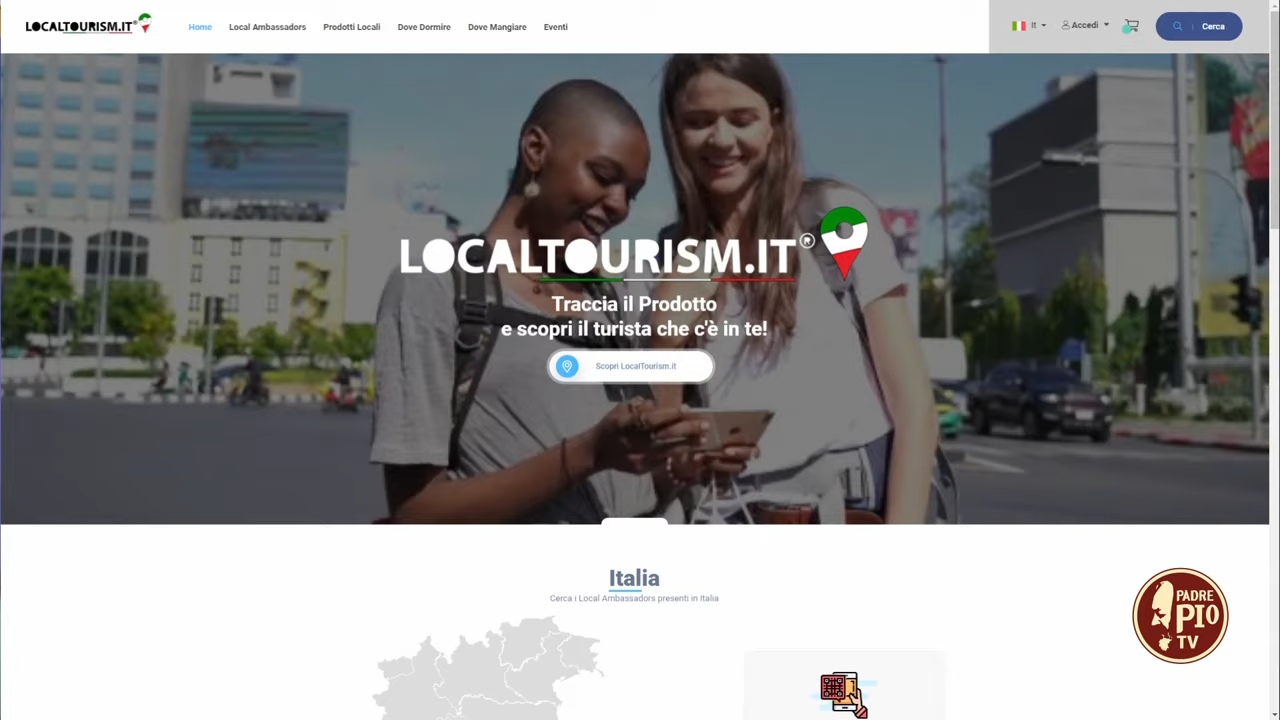 LOCALTOURISM.IT®
Home
Local Ambassadors
Prodotti Locali
Dove Dormire
Dove Mangiare
Eventi
It
Accedi
Cerca
LOCALTOURISM.IT®
Traccia il Prodotto
e scopri il turista che c'è in te!
Scopri LocalTourism.it
Italia
Cerca i Local Ambassadors presenti in Italia
PADRE
PIO
TV